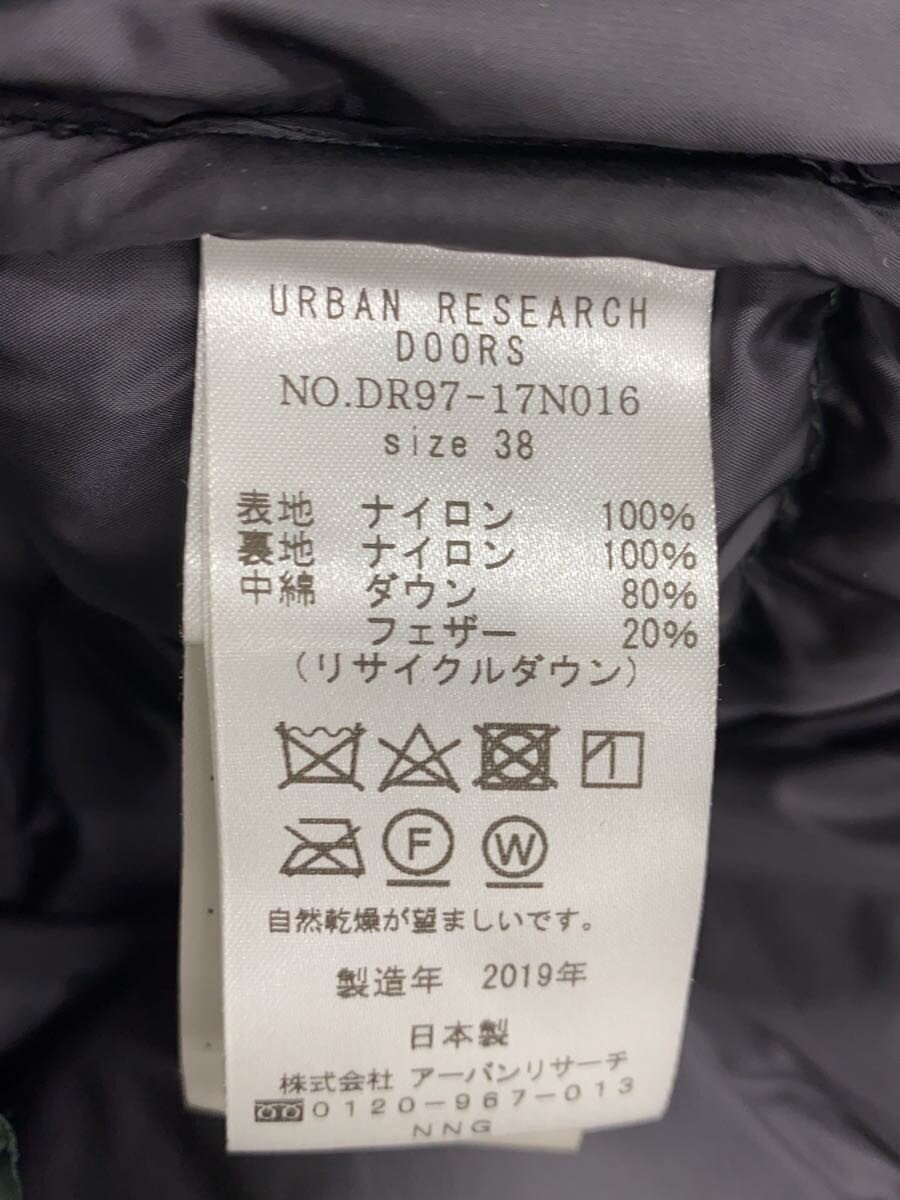 URBAN RESEARCH
DOORS
NO.DR97-17N016
size 38
表地 ナイロン 100%
裏地 ナイロン 100%
中綿 ダウン 80%
フェザー 20%
(リサイクルダウン)
F W
自然乾燥が望ましいです。
製造年 2019年
日本製
株式会社 アーバンリサーチ
0120-967-013
NNG